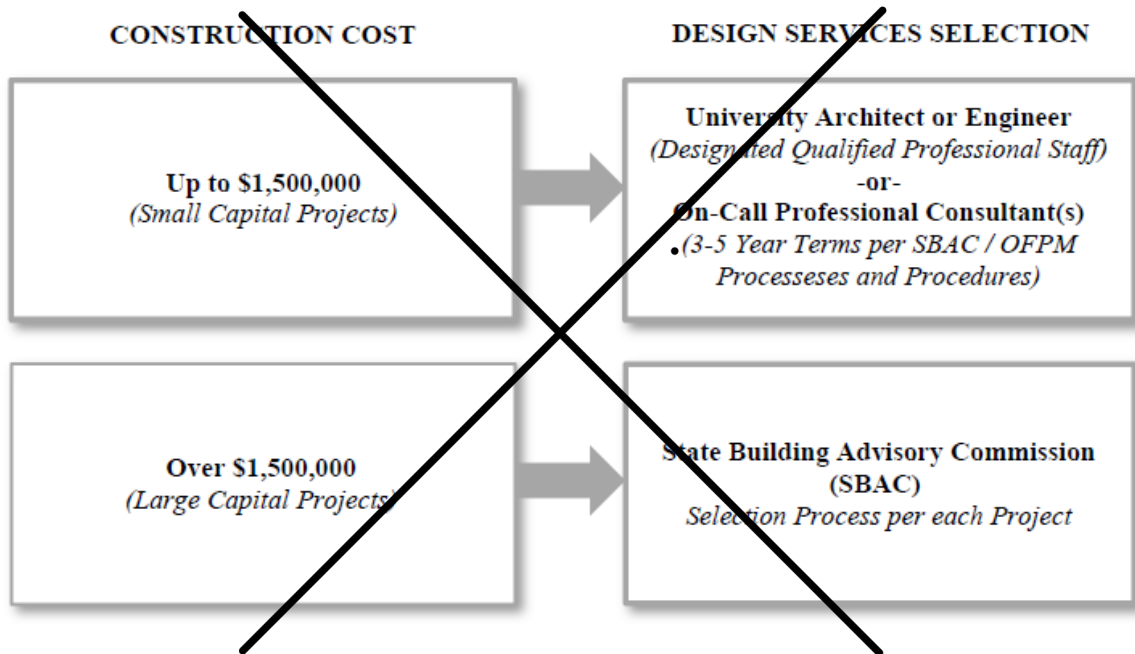 CONSTRUCTION COST
DESIGN SERVICES SELECTION
Up to $1,500,000
(Small Capital Projects)
University Architect or Engineer
(Designated Qualified Professional Staff)
-or-
On-Call Professional Consultant(s)
(3-5 Year Terms per SBAC / OFPM
Processeses and Procedures)
Over $1,500,000
(Large Capital Projects)
State Building Advisory Commission
(SBAC)
Selection Process per each Project